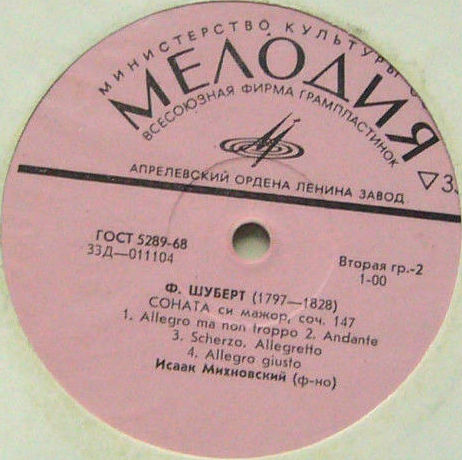 МИНИСТЕРСТВО КУЛЬТУРЫ
МЕЛОДИЯ
ВСЕСОЮЗНАЯ ФИРМА ГРАМПЛАСТИНОК
АПРЕЛЕВСКИЙ ОРДЕНА ЛЕНИНА ЗАВОД
ГОСТ 5289-68
33Д—011104
Вторая гр.-2
1-00
Ф. ШУБЕРТ (1797—1828)
СОНАТА си мажор, соч. 147
1. Allegro ma non troppo 2. Andante
3. Scherzo. Allegretto
4. Allegro giusto
Исаак Михновский (ф-но)